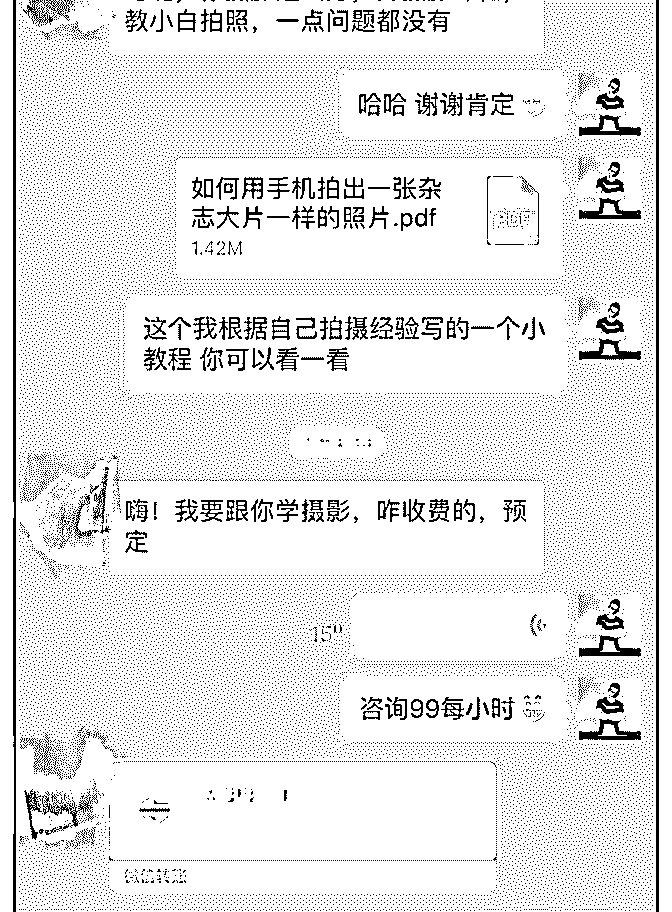 教小白拍照，一点问题都没有
哈哈 谢谢肯定
如何用手机拍出一张杂
志大片一样的照片.pdf
1.42M
这个我根据自己拍摄经验写的一个小
教程 你可以看一看
嗨！我要跟你学摄影，咋收费的，预
定
15"
咨询99每小时
微信转账